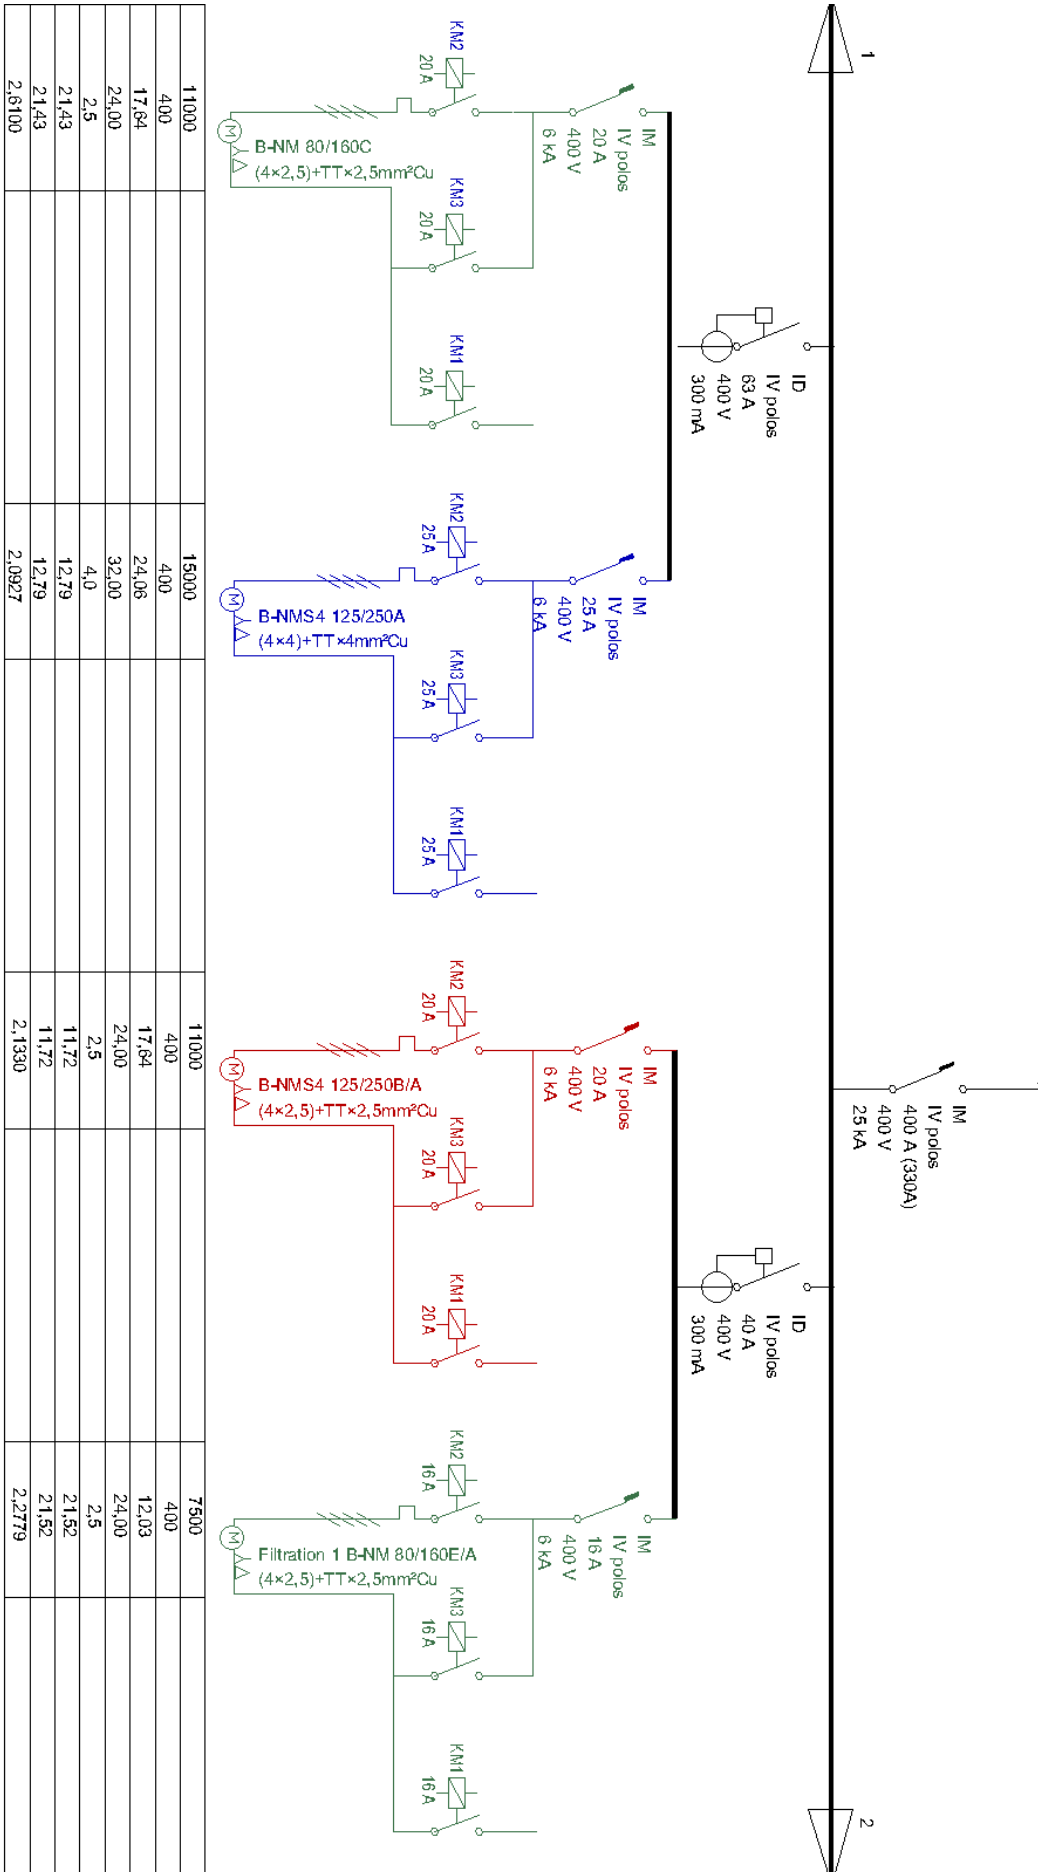 1
2
IM
IV polos
400 A (330A)
400 V
25 kA
ID
IV polos
63 A
400 V
300 mA
ID
IV polos
40 A
400 V
300 mA
IM
IV polos
20 A
400 V
6 kA
KM2
20 A
KM3
20 A
KM1
20 A
M
B-NM 80/160C
(4×2,5)+TT×2,5mm²Cu
IM
IV polos
25 A
400 V
6 kA
KM2
25 A
KM3
25 A
KM1
25 A
M
B-NMS4 125/250A
(4×4)+TT×4mm²Cu
IM
IV polos
20 A
400 V
6 kA
KM2
20 A
KM3
20 A
KM1
20 A
M
B-NMS4 125/250B/A
(4×2,5)+TT×2,5mm²Cu
IM
IV polos
16 A
400 V
6 kA
KM2
16 A
KM3
16 A
KM1
16 A
M
Filtration 1 B-NM 80/160E/A
(4×2,5)+TT×2,5mm²Cu
11000 15000 11000 7500
400 400 400 400
17,64 24,06 17,64 12,03
24,00 32,00 24,00 24,00
2,5 4,0 2,5 2,5
21,43 12,79 11,72 21,52
21,43 12,79 11,72 21,52
2,6100 2,0927 2,1330 2,2779